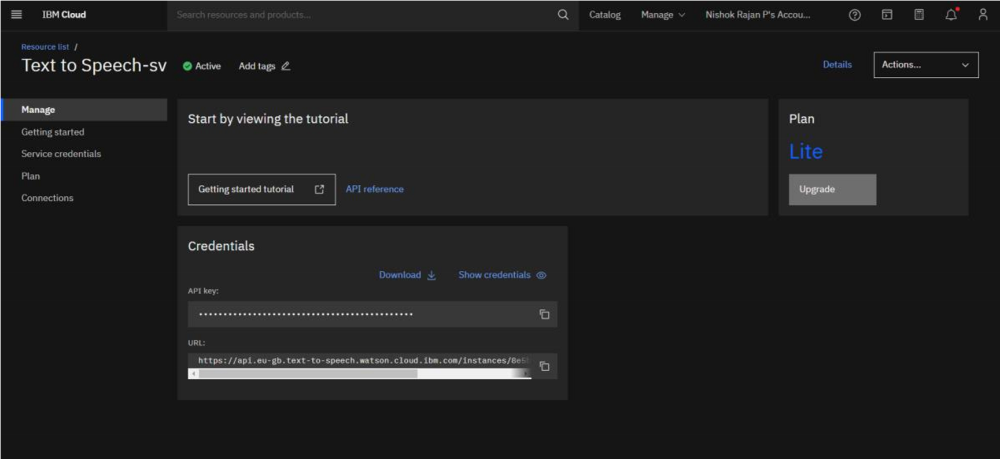 IBM Cloud
Search resources and products...
Catalog
Manage
Nishok Rajan P's Accou...
Resource list /
Text to Speech-sv
Active
Add tags
Details
Actions...
Manage
Getting started
Service credentials
Plan
Connections
Start by viewing the tutorial
Getting started tutorial
API reference
Plan
Lite
Upgrade
Credentials
Download
Show credentials
API key:
•••••••••••••••••••••••••••••••••••••••••••
URL:
https://api.eu-gb.text-to-speech.watson.cloud.ibm.com/instances/8e5